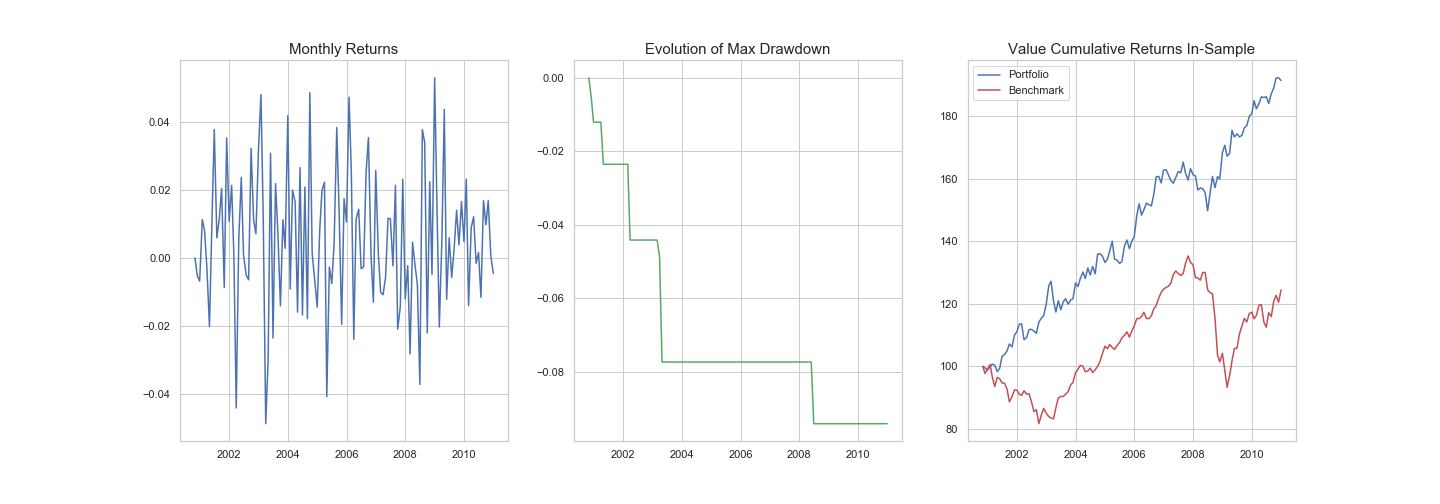 Monthly Returns
0.04
0.02
0.00
−0.02
−0.04
2002 2004 2006 2008 2010
Evolution of Max Drawdown
0.00
−0.02
−0.04
−0.06
−0.08
2002 2004 2006 2008 2010
Value Cumulative Returns In-Sample
Portfolio
Benchmark
180
160
140
120
100
80
2002 2004 2006 2008 2010